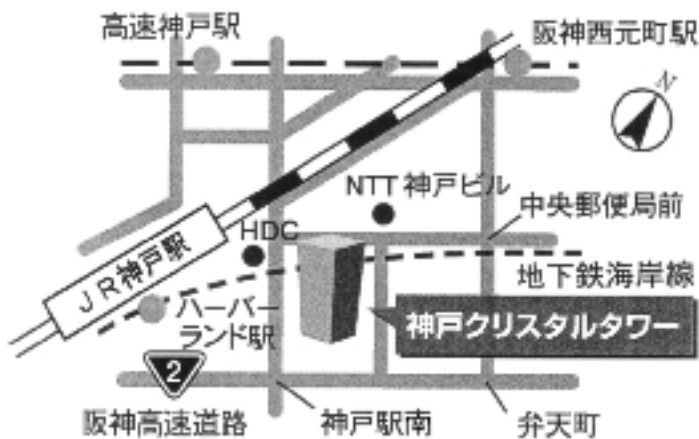 高速神戸駅
阪神西元町駅
N
NTT神戸ビル
中央郵便局前
HDC
JR神戸駅
地下鉄海岸線
ハーバー
ランド駅
神戸クリスタルタワー
2
阪神高速道路
神戸駅南
弁天町